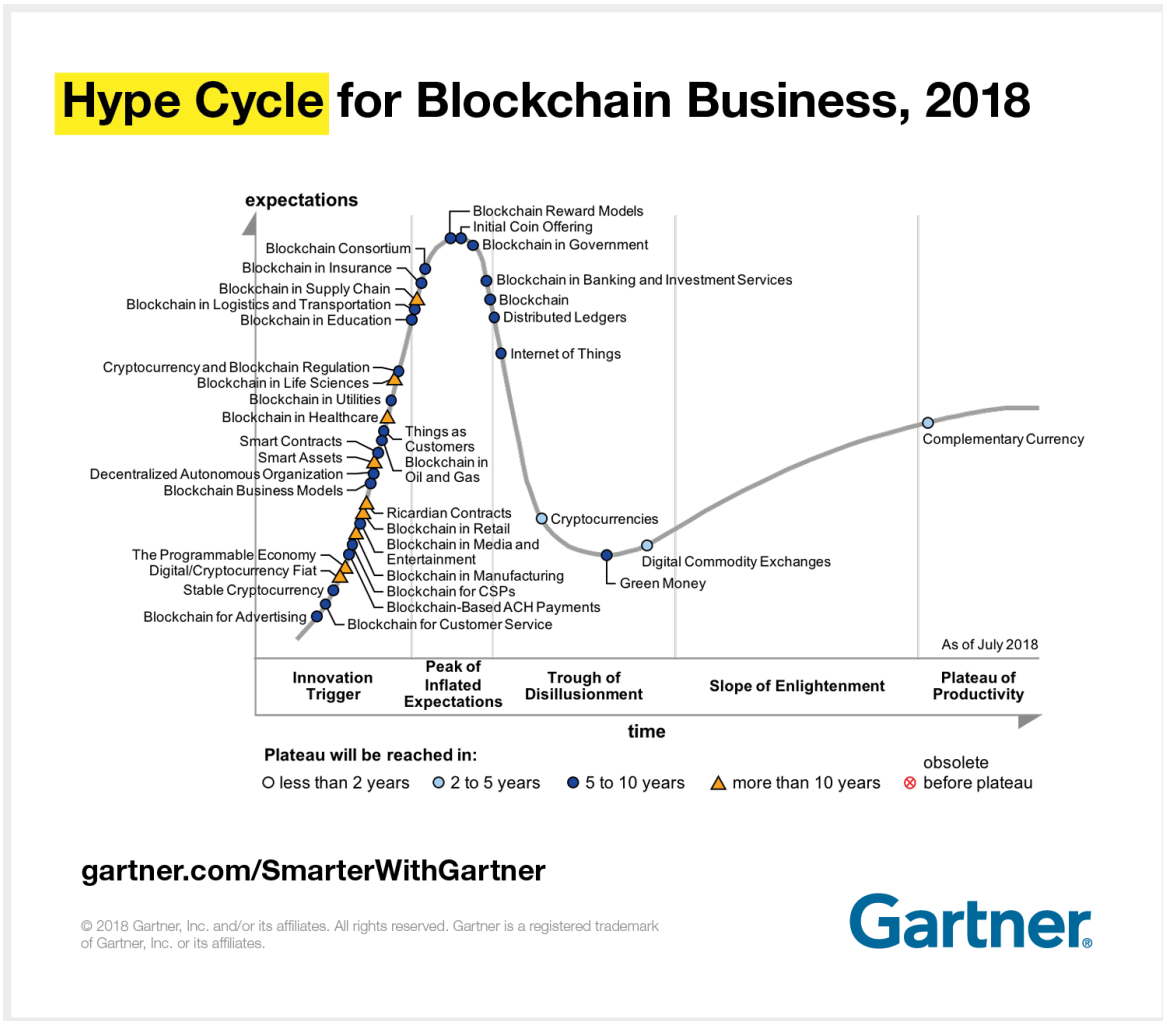 Hype Cycle for Blockchain Business, 2018
expectations
Blockchain Reward Models
Initial Coin Offering
Blockchain in Government
Blockchain Consortium
Blockchain in Insurance
Blockchain in Supply Chain
Blockchain in Logistics and Transportation
Blockchain in Education
Blockchain in Banking and Investment Services
Blockchain
Distributed Ledgers
Internet of Things
Cryptocurrency and Blockchain Regulation
Blockchain in Life Sciences
Blockchain in Utilities
Blockchain in Healthcare
Things as
Customers
Smart Contracts
Smart Assets
Blockchain in
Oil and Gas
Decentralized Autonomous Organization
Blockchain Business Models
Ricardian Contracts
Blockchain in Retail
Blockchain in Media and
Entertainment
Blockchain in Manufacturing
Blockchain for CSPs
Blockchain-Based ACH Payments
The Programmable Economy
Digital/Cryptocurrency Fiat
Stable Cryptocurrency
Blockchain for Advertising
Blockchain for Customer Service
Cryptocurrencies
Digital Commodity Exchanges
Green Money
Complementary Currency
As of July 2018
Innovation
Trigger
Peak of
Inflated
Expectations
Trough of
Disillusionment
Slope of Enlightenment
Plateau of
Productivity
time
Plateau will be reached in:
less than 2 years
2 to 5 years
5 to 10 years
more than 10 years
obsolete
before plateau
gartner.com/SmarterWithGartner
© 2018 Gartner, Inc. and/or its affiliates. All rights reserved. Gartner is a registered trademark
of Gartner, Inc. or its affiliates.
Gartner®